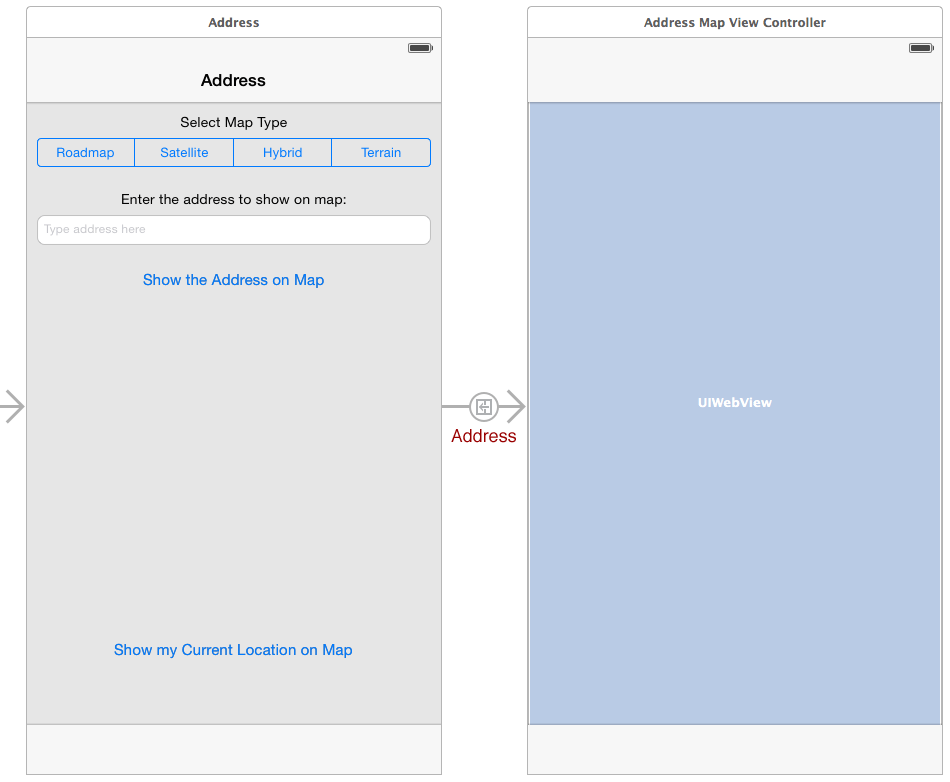 Address
Address
Select Map Type
Roadmap Satellite Hybrid Terrain
Enter the address to show on map:
Type address here
Show the Address on Map
Show my Current Location on Map
Address
Address Map View Controller
UIWebView